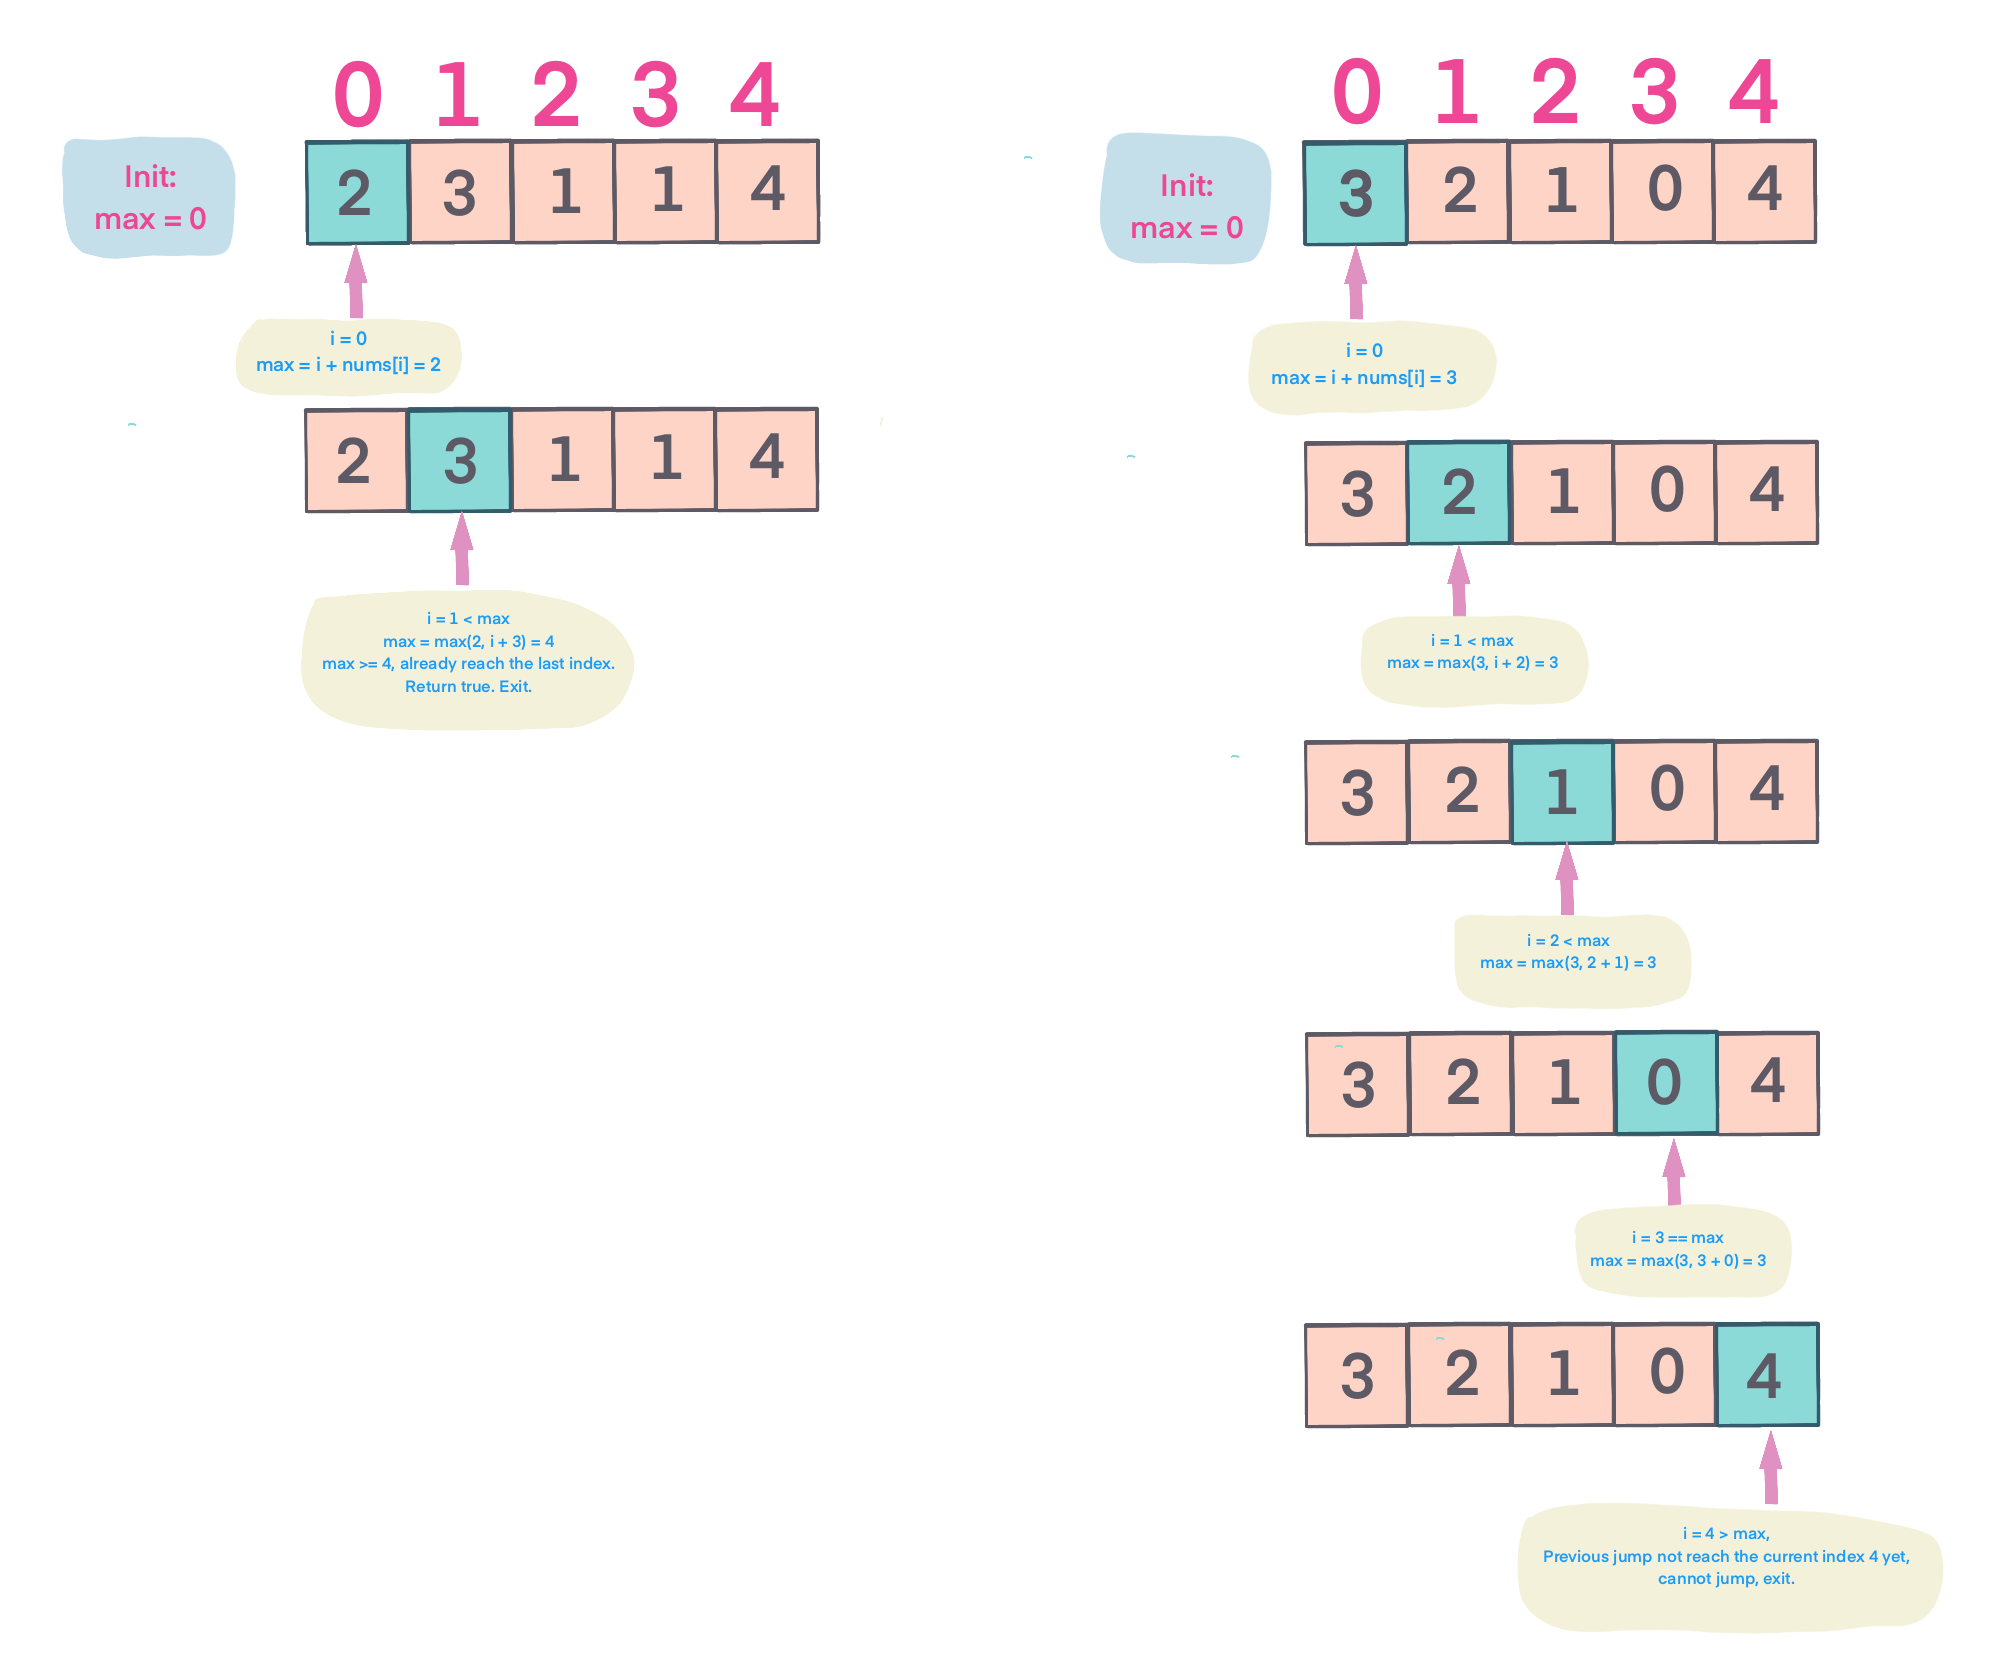 0 1 2 3 4
Init:
max = 0
2 3 1 1 4
i = 0
max = i + nums[i] = 2
2 3 1 1 4
i = 1 < max
max = max(2, i + 3) = 4
max >= 4, already reach the last index.
Return true. Exit.
0 1 2 3 4
Init:
max = 0
3 2 1 0 4
i = 0
max = i + nums[i] = 3
3 2 1 0 4
i = 1 < max
max = max(3, i + 2) = 3
3 2 1 0 4
i = 2 < max
max = max(3, 2 + 1) = 3
3 2 1 0 4
i = 3 == max
max = max(3, 3 + 0) = 3
3 2 1 0 4
i = 4 > max,
Previous jump not reach the current index 4 yet,
cannot jump, exit.